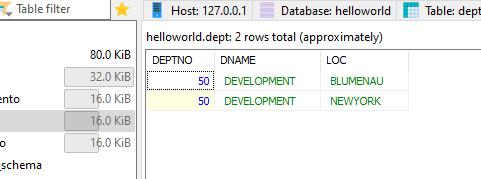 Table filter
Host: 127.0.0.1
Database: helloworld
Table: dept
helloworld.dept: 2 rows total (approximately)
80.0 KiB
32.0 KiB
ento 16.0 KiB
16.0 KiB
o 16.0 KiB
_schema
DEPTNO DNAME LOC
50 DEVELOPMENT BLUMENAU
50 DEVELOPMENT NEWYORK